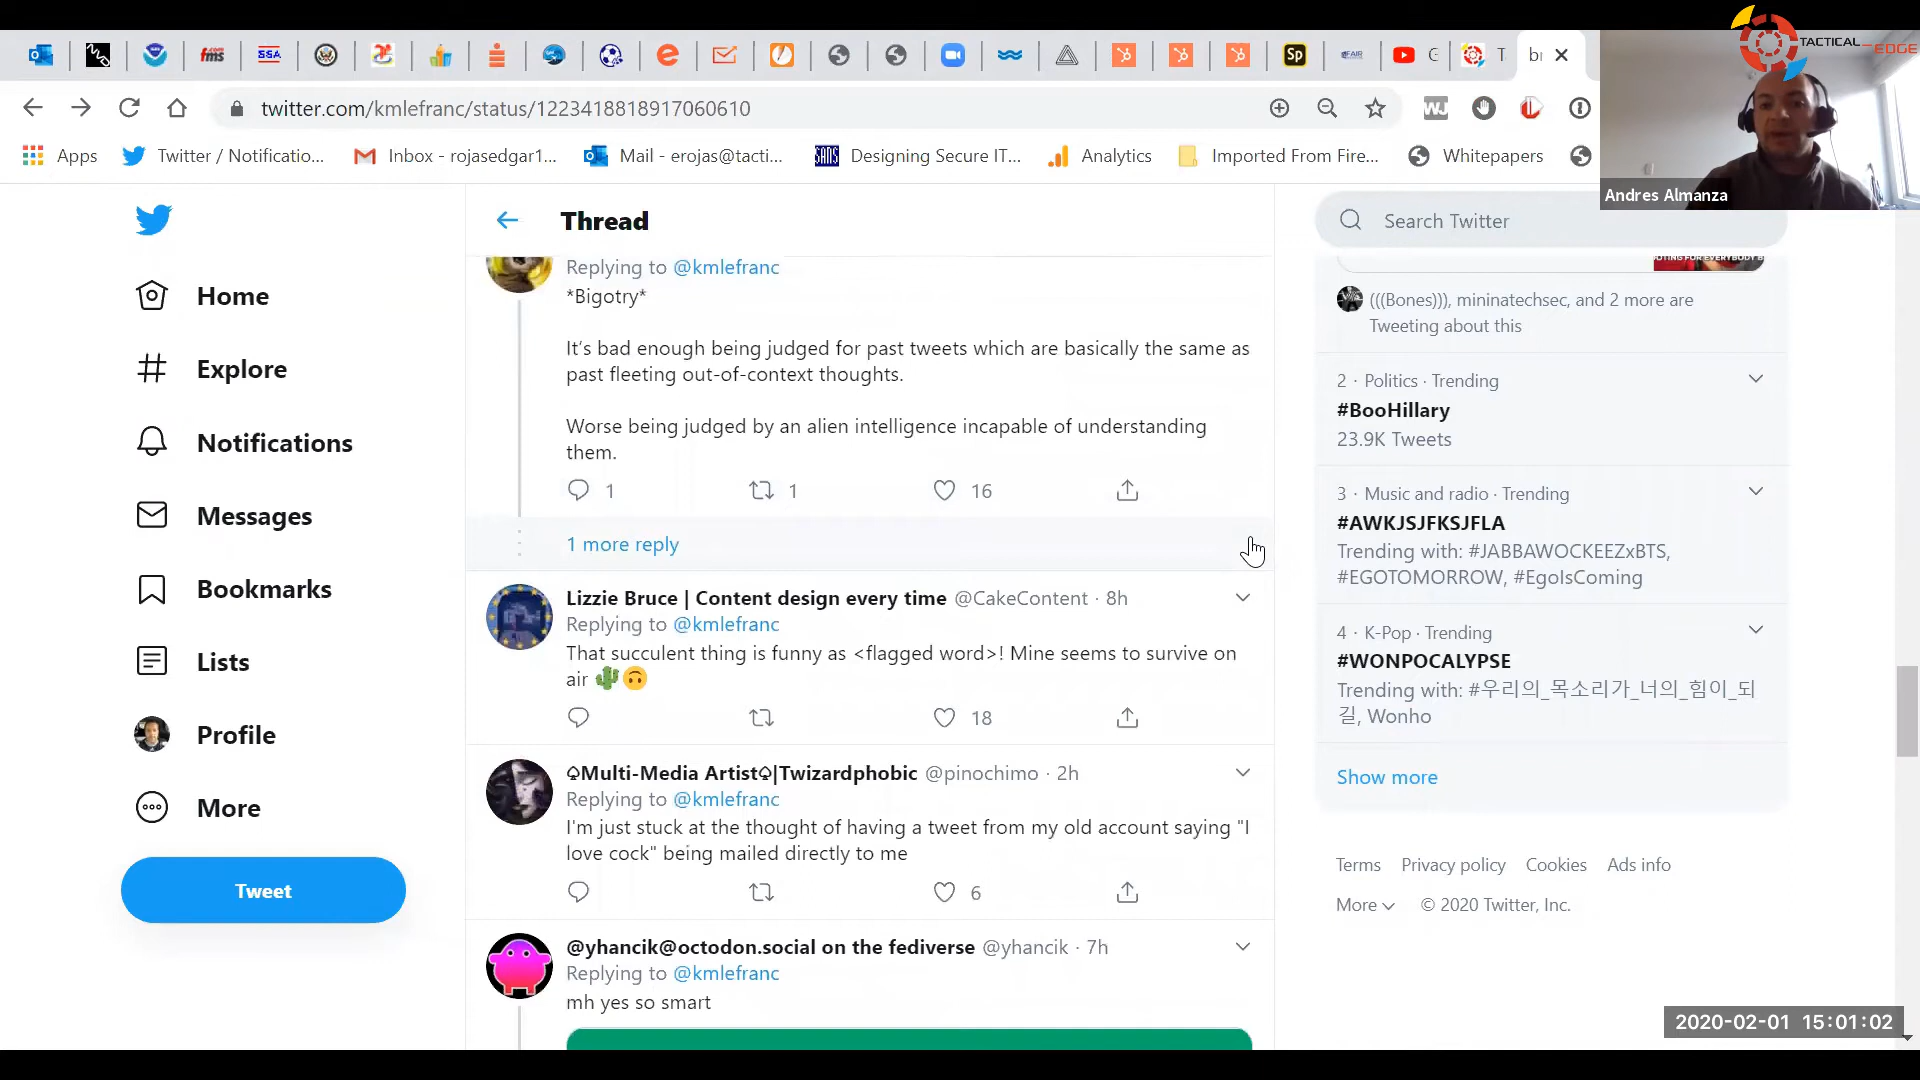 TACTICAL-EDGE
fms
SSA
Sp
FAIR
G
T
br
twitter.com/kmlefranc/status/1223418818917060610
WJ
Apps
Twitter / Notificatio...
Inbox - rojasedgar1...
Mail - erojas@tacti...
SANS
Designing Secure IT...
Analytics
Imported From Fire...
Whitepapers
Andres Almanza
Home
Explore
Notifications
Messages
Bookmarks
Lists
Profile
More
Tweet
Thread
Replying to @kmlefranc
*Bigotry*
It's bad enough being judged for past tweets which are basically the same as
past fleeting out-of-context thoughts.
Worse being judged by an alien intelligence incapable of understanding
them.
1
1
16
1 more reply
Lizzie Bruce | Content design every time @CakeContent · 8h
Replying to @kmlefranc
That succulent thing is funny as <flagged word>! Mine seems to survive on
air 🌵🙃
18
♤Multi-Media Artist♤|Twizardphobic @pinochimo · 2h
Replying to @kmlefranc
I'm just stuck at the thought of having a tweet from my old account saying "I
love cock" being mailed directly to me
6
@yhancik@octodon.social on the fediverse @yhancik · 7h
Replying to @kmlefranc
mh yes so smart
Search Twitter
OTING FOR EVERYBODY B
(((Bones))), mininatechsec, and 2 more are
Tweeting about this
2 · Politics · Trending
#BooHillary
23.9K Tweets
3 · Music and radio · Trending
#AWKJSJFKSJFLA
Trending with: #JABBAWOCKEEZxBTS,
#EGOTOMORROW, #EgoIsComing
4 · K-Pop · Trending
#WONPOCALYPSE
Trending with: #우리의_목소리가_너의_힘이_되
길, Wonho
Show more
Terms Privacy policy Cookies Ads info
More © 2020 Twitter, Inc.
2020-02-01 15:01:02